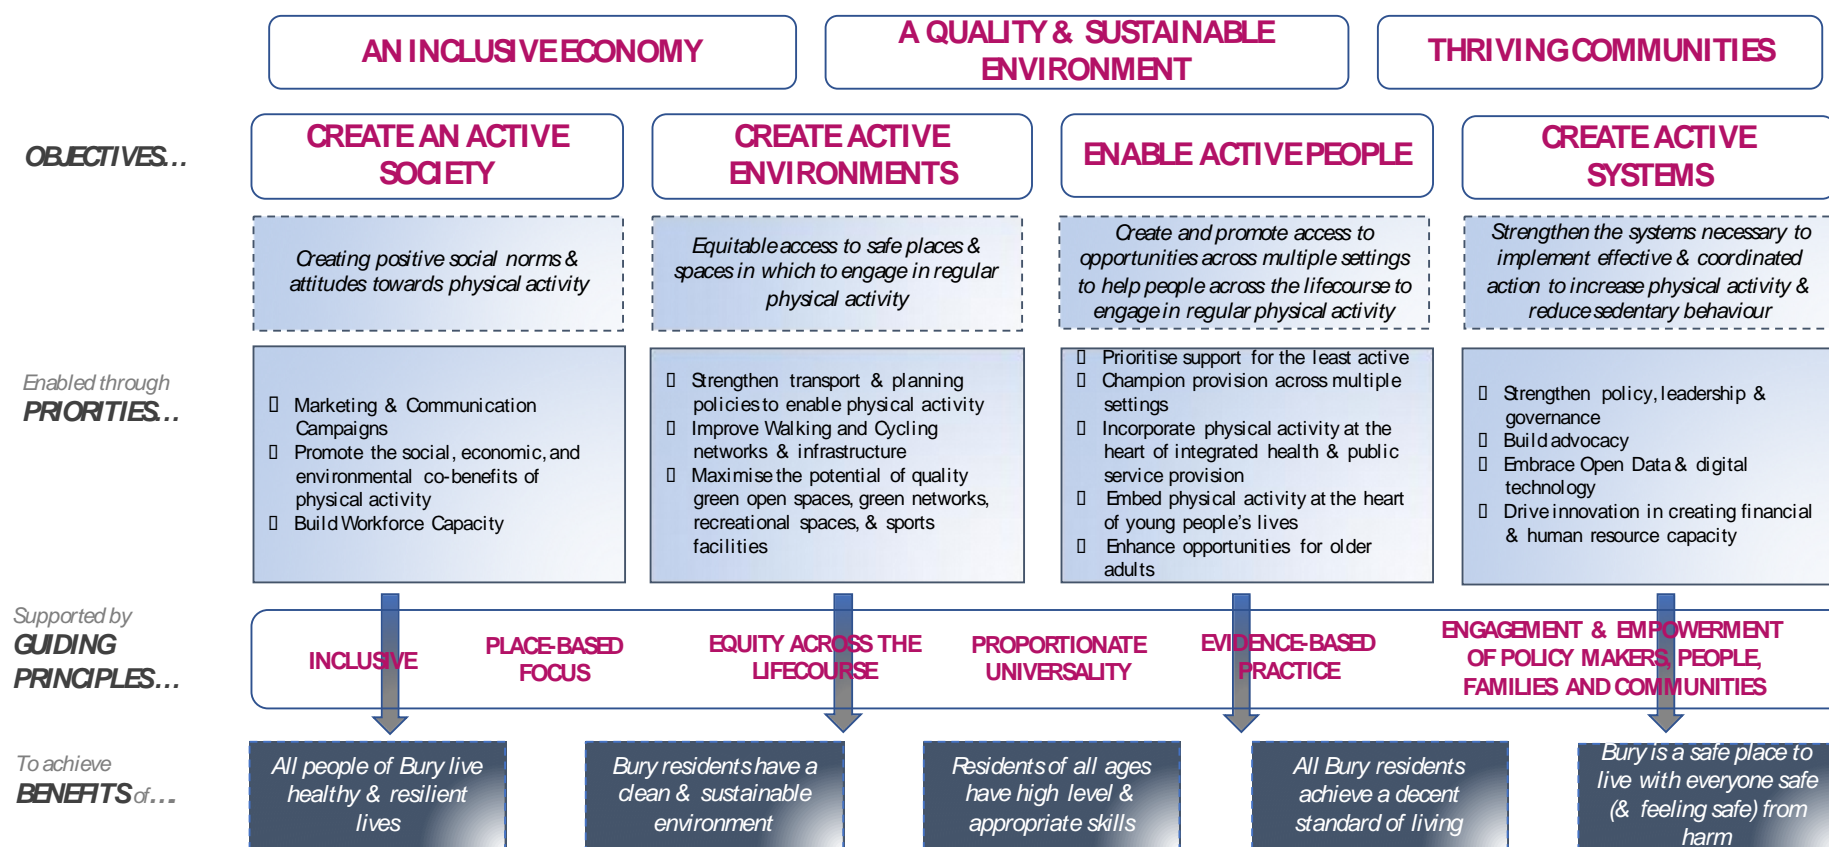 AN INCLUSIVE ECONOMY
A QUALITY & SUSTAINABLE
ENVIRONMENT
THRIVING COMMUNITIES
OBJECTIVES...
CREATE AN ACTIVE
SOCIETY
CREATE ACTIVE
ENVIRONMENTS
ENABLE ACTIVE PEOPLE
CREATE ACTIVE
SYSTEMS
Creating positive social norms &
attitudes towards physical activity
Equitable access to safe places &
spaces in which to engage in regular
physical activity
Create and promote access to
opportunities across multiple settings
to help people across the lifecourse to
engage in regular physical activity
Strengthen the systems necessary to
implement effective & coordinated
action to increase physical activity &
reduce sedentary behaviour
Enabled through
PRIORITIES...
Marketing & Communication
Campaigns
Promote the social, economic, and
environmental co-benefits of
physical activity
Build Workforce Capacity
Strengthen transport & planning
policies to enable physical activity
Improve Walking and Cycling
networks & infrastructure
Maximise the potential of quality
green open spaces, green networks,
recreational spaces, & sports
facilities
Prioritise support for the least active
Champion provision across multiple
settings
Incorporate physical activity at the
heart of integrated health & public
service provision
Embed physical activity at the heart
of young people's lives
Enhance opportunities for older
adults
Strengthen policy, leadership &
governance
Build advocacy
Embrace Open Data & digital
technology
Drive innovation in creating financial
& human resource capacity
Supported by
GUIDING
PRINCIPLES...
INCLUSIVE
PLACE-BASED
FOCUS
EQUITY ACROSS THE
LIFECOURSE
PROPORTIONATE
UNIVERSALITY
EVIDENCE-BASED
PRACTICE
ENGAGEMENT & EMPOWERMENT
OF POLICY MAKERS, PEOPLE,
FAMILIES AND COMMUNITIES
To achieve
BENEFITS of....
All people of Bury live
healthy & resilient
lives
Bury residents have a
clean & sustainable
environment
Residents of all ages
have high level &
appropriate skills
All Bury residents
achieve a decent
standard of living
Bury is a safe place to
live with everyone safe
(& feeling safe) from
harm